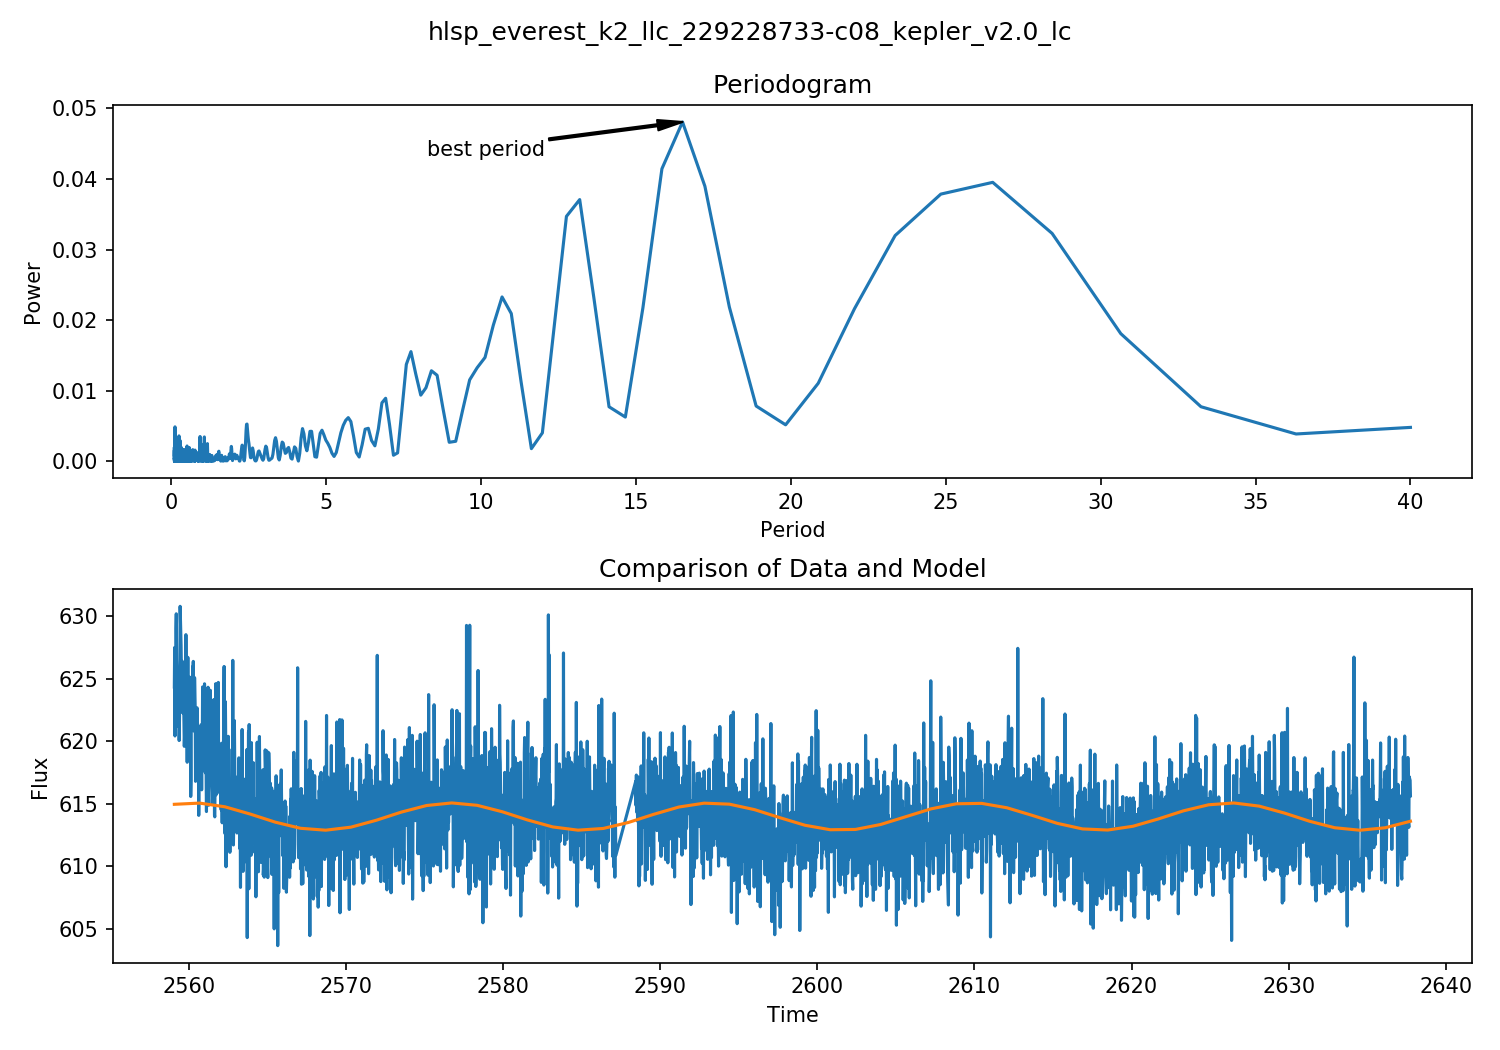 hlsp_everest_k2_llc_229228733-c08_kepler_v2.0_lc
Periodogram
0.05
0.04
0.03
0.02
0.01
0.00
Power
best period
0 5 10 15 20 25 30 35 40
Period
Comparison of Data and Model
630
625
620
615
610
605
Flux
2560 2570 2580 2590 2600 2610 2620 2630 2640
Time